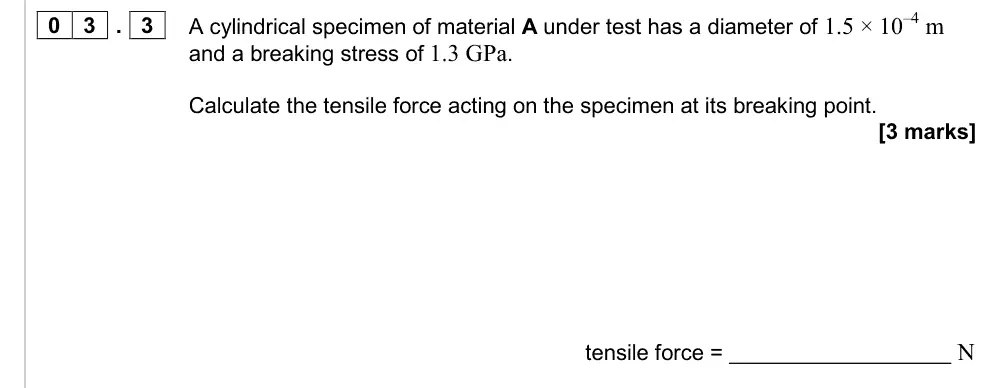 0 3 . 3 A cylindrical specimen of material A under test has a diameter of 1.5 × 10⁻⁴ m
and a breaking stress of 1.3 GPa.
Calculate the tensile force acting on the specimen at its breaking point.
[3 marks]
tensile force = ____________________ N